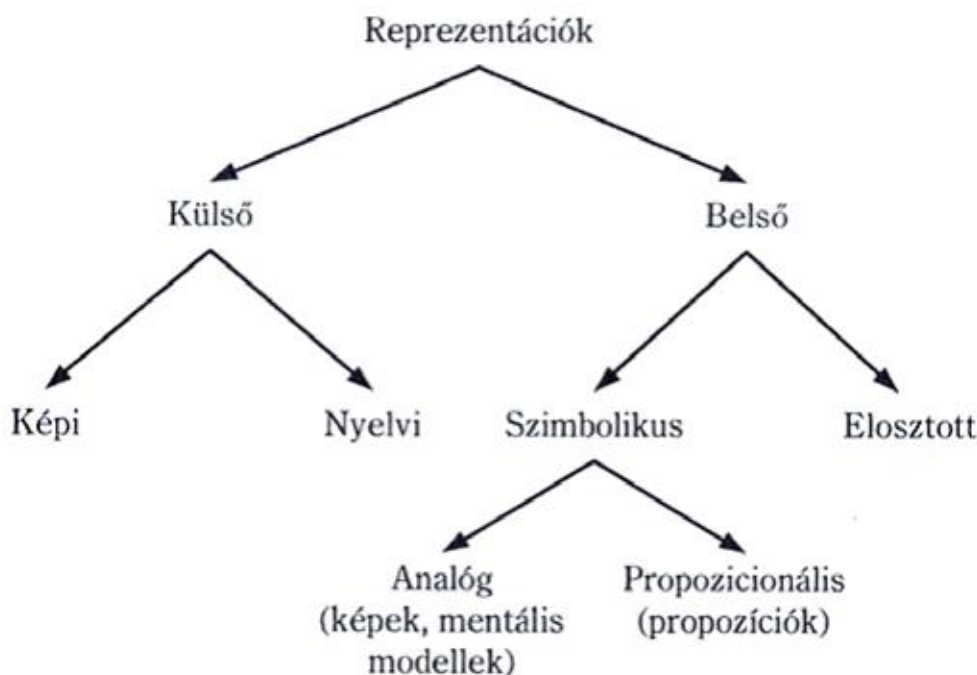 Reprezentációk
Külső
Belső
Képi
Nyelvi
Szimbolikus
Elosztott
Analóg
(képek, mentális
modellek)
Propozicionális
(propozíciók)